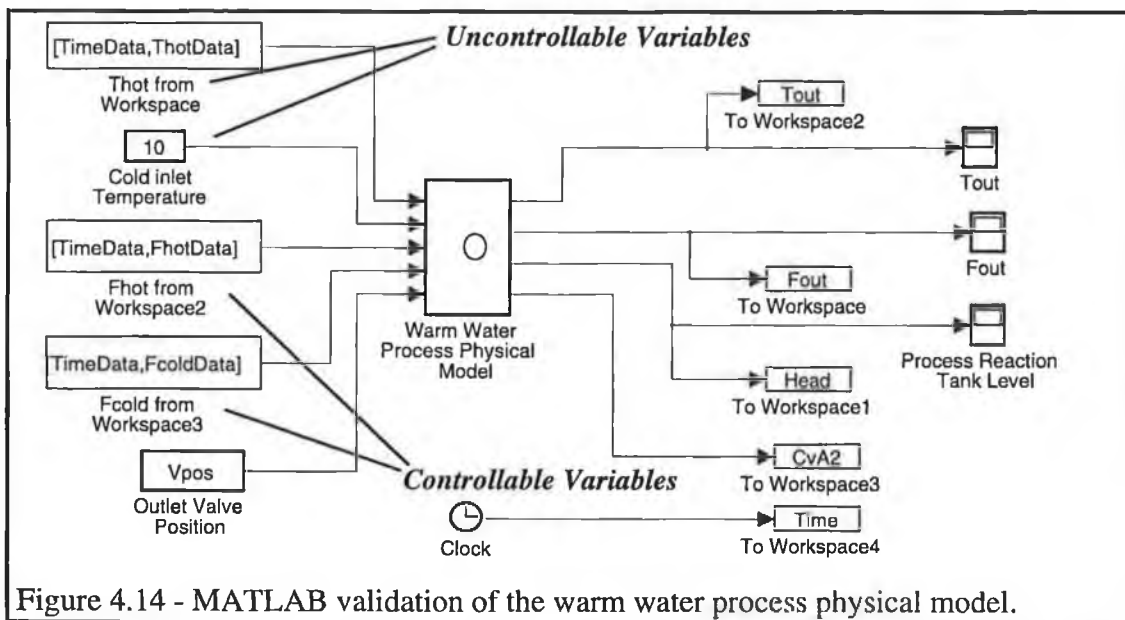 [TimeData,ThotData]
Thot from
Workspace
Uncontrollable Variables
10
Cold inlet
Temperature
[TimeData,FhotData]
Fhot from
Workspace2
TimeData,FcoldData]
Fcold from
Workspace3
Vpos
Outlet Valve
Position
Warm Water
Process Physical
Model
Controllable Variables
Clock
Tout
To Workspace2
Tout
Fout
Fout
To Workspace
Process Reaction
Tank Level
Head
To Workspace1
CvA2
To Workspace3
Time
To Workspace4
Figure 4.14 - MATLAB validation of the warm water process physical model.